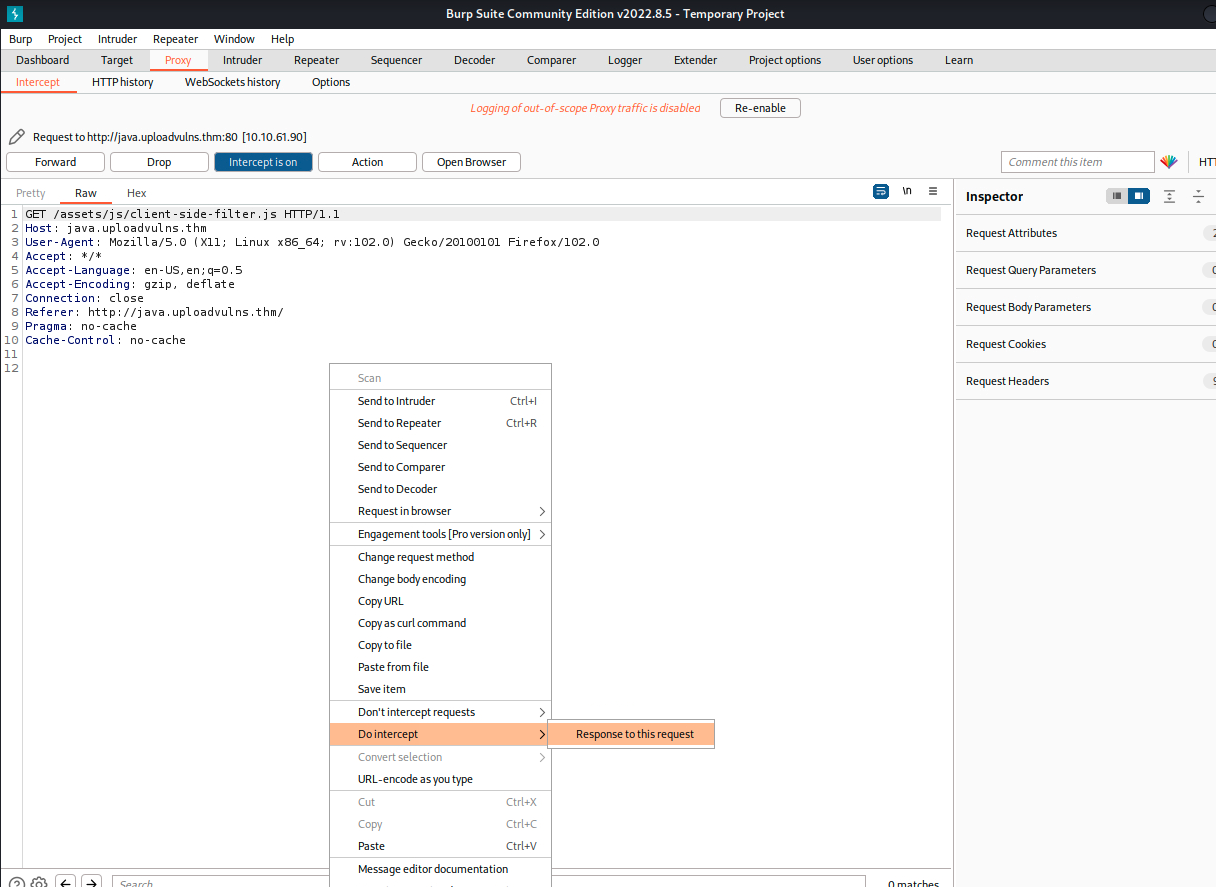 Burp Suite Community Edition v2022.8.5 - Temporary Project
Burp Project Intruder Repeater Window Help
Dashboard Target Proxy Intruder Repeater Sequencer Decoder Comparer Logger Extender Project options User options Learn
Intercept HTTP history WebSockets history Options
Logging of out-of-scope Proxy traffic is disabled Re-enable
Request to http://java.uploadvulns.thm:80 [10.10.61.90]
Forward Drop Intercept is on Action Open Browser Comment this item
Pretty Raw Hex \n
Inspector
1 GET /assets/js/client-side-filter.js HTTP/1.1
2 Host: java.uploadvulns.thm
3 User-Agent: Mozilla/5.0 (X11; Linux x86_64; rv:102.0) Gecko/20100101 Firefox/102.0
4 Accept: */*
5 Accept-Language: en-US,en;q=0.5
6 Accept-Encoding: gzip, deflate
7 Connection: close
8 Referer: http://java.uploadvulns.thm/
9 Pragma: no-cache
10 Cache-Control: no-cache
11
12
Request Attributes
Request Query Parameters
Request Body Parameters
Request Cookies
Request Headers
Scan
Send to Intruder Ctrl+I
Send to Repeater Ctrl+R
Send to Sequencer
Send to Comparer
Send to Decoder
Request in browser
Engagement tools [Pro version only]
Change request method
Change body encoding
Copy URL
Copy as curl command
Copy to file
Paste from file
Save item
Don't intercept requests
Do intercept Response to this request
Convert selection
URL-encode as you type
Cut Ctrl+X
Copy Ctrl+C
Paste Ctrl+V
Message editor documentation
Search 0 matches